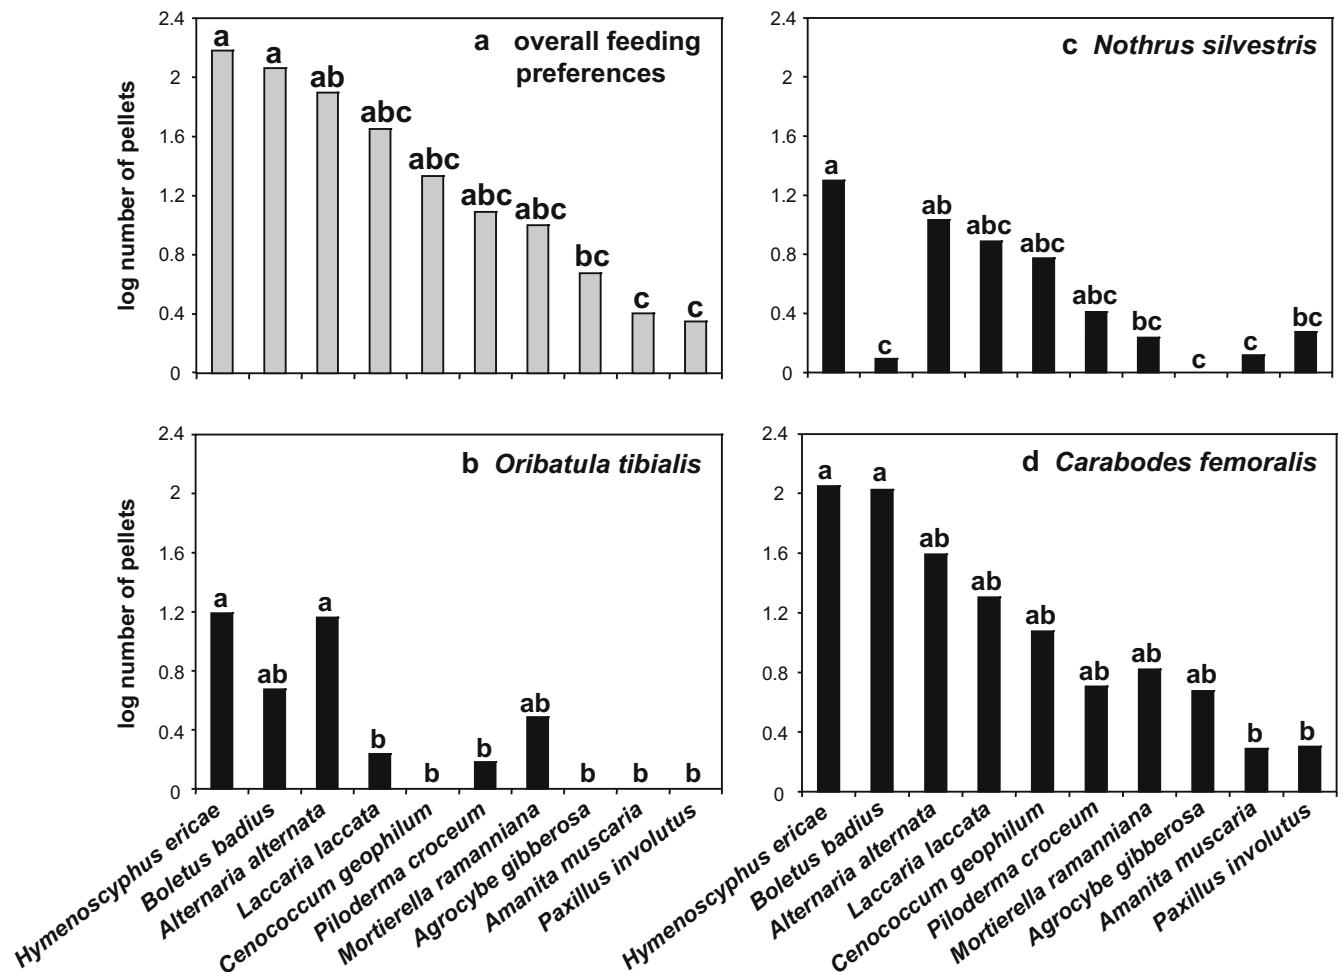 a overall feeding
preferences
log number of pellets
2.4
2
1.6
1.2
0.8
0.4
0
a
a
ab
abc
abc
abc
abc
bc
c
c
c Nothrus silvestris
2.4
2
1.6
1.2
0.8
0.4
0
a
c
ab
abc
abc
abc
bc
c
c
bc
b Oribatula tibialis
log number of pellets
2.4
2
1.6
1.2
0.8
0.4
0
a
ab
a
b
b
b
ab
b
b
b
Hymenoscyphus ericae
Boletus badius
Alternaria alternata
Laccaria laccata
Cenococcum geophilum
Piloderma croceum
Mortierella ramanniana
Agrocybe gibberosa
Amanita muscaria
Paxillus involutus
d Carabodes femoralis
2.4
2
1.6
1.2
0.8
0.4
0
a
a
ab
ab
ab
ab
ab
ab
b
b
Hymenoscyphus ericae
Boletus badius
Alternaria alternata
Laccaria laccata
Cenococcum geophilum
Piloderma croceum
Mortierella ramanniana
Agrocybe gibberosa
Amanita muscaria
Paxillus involutus